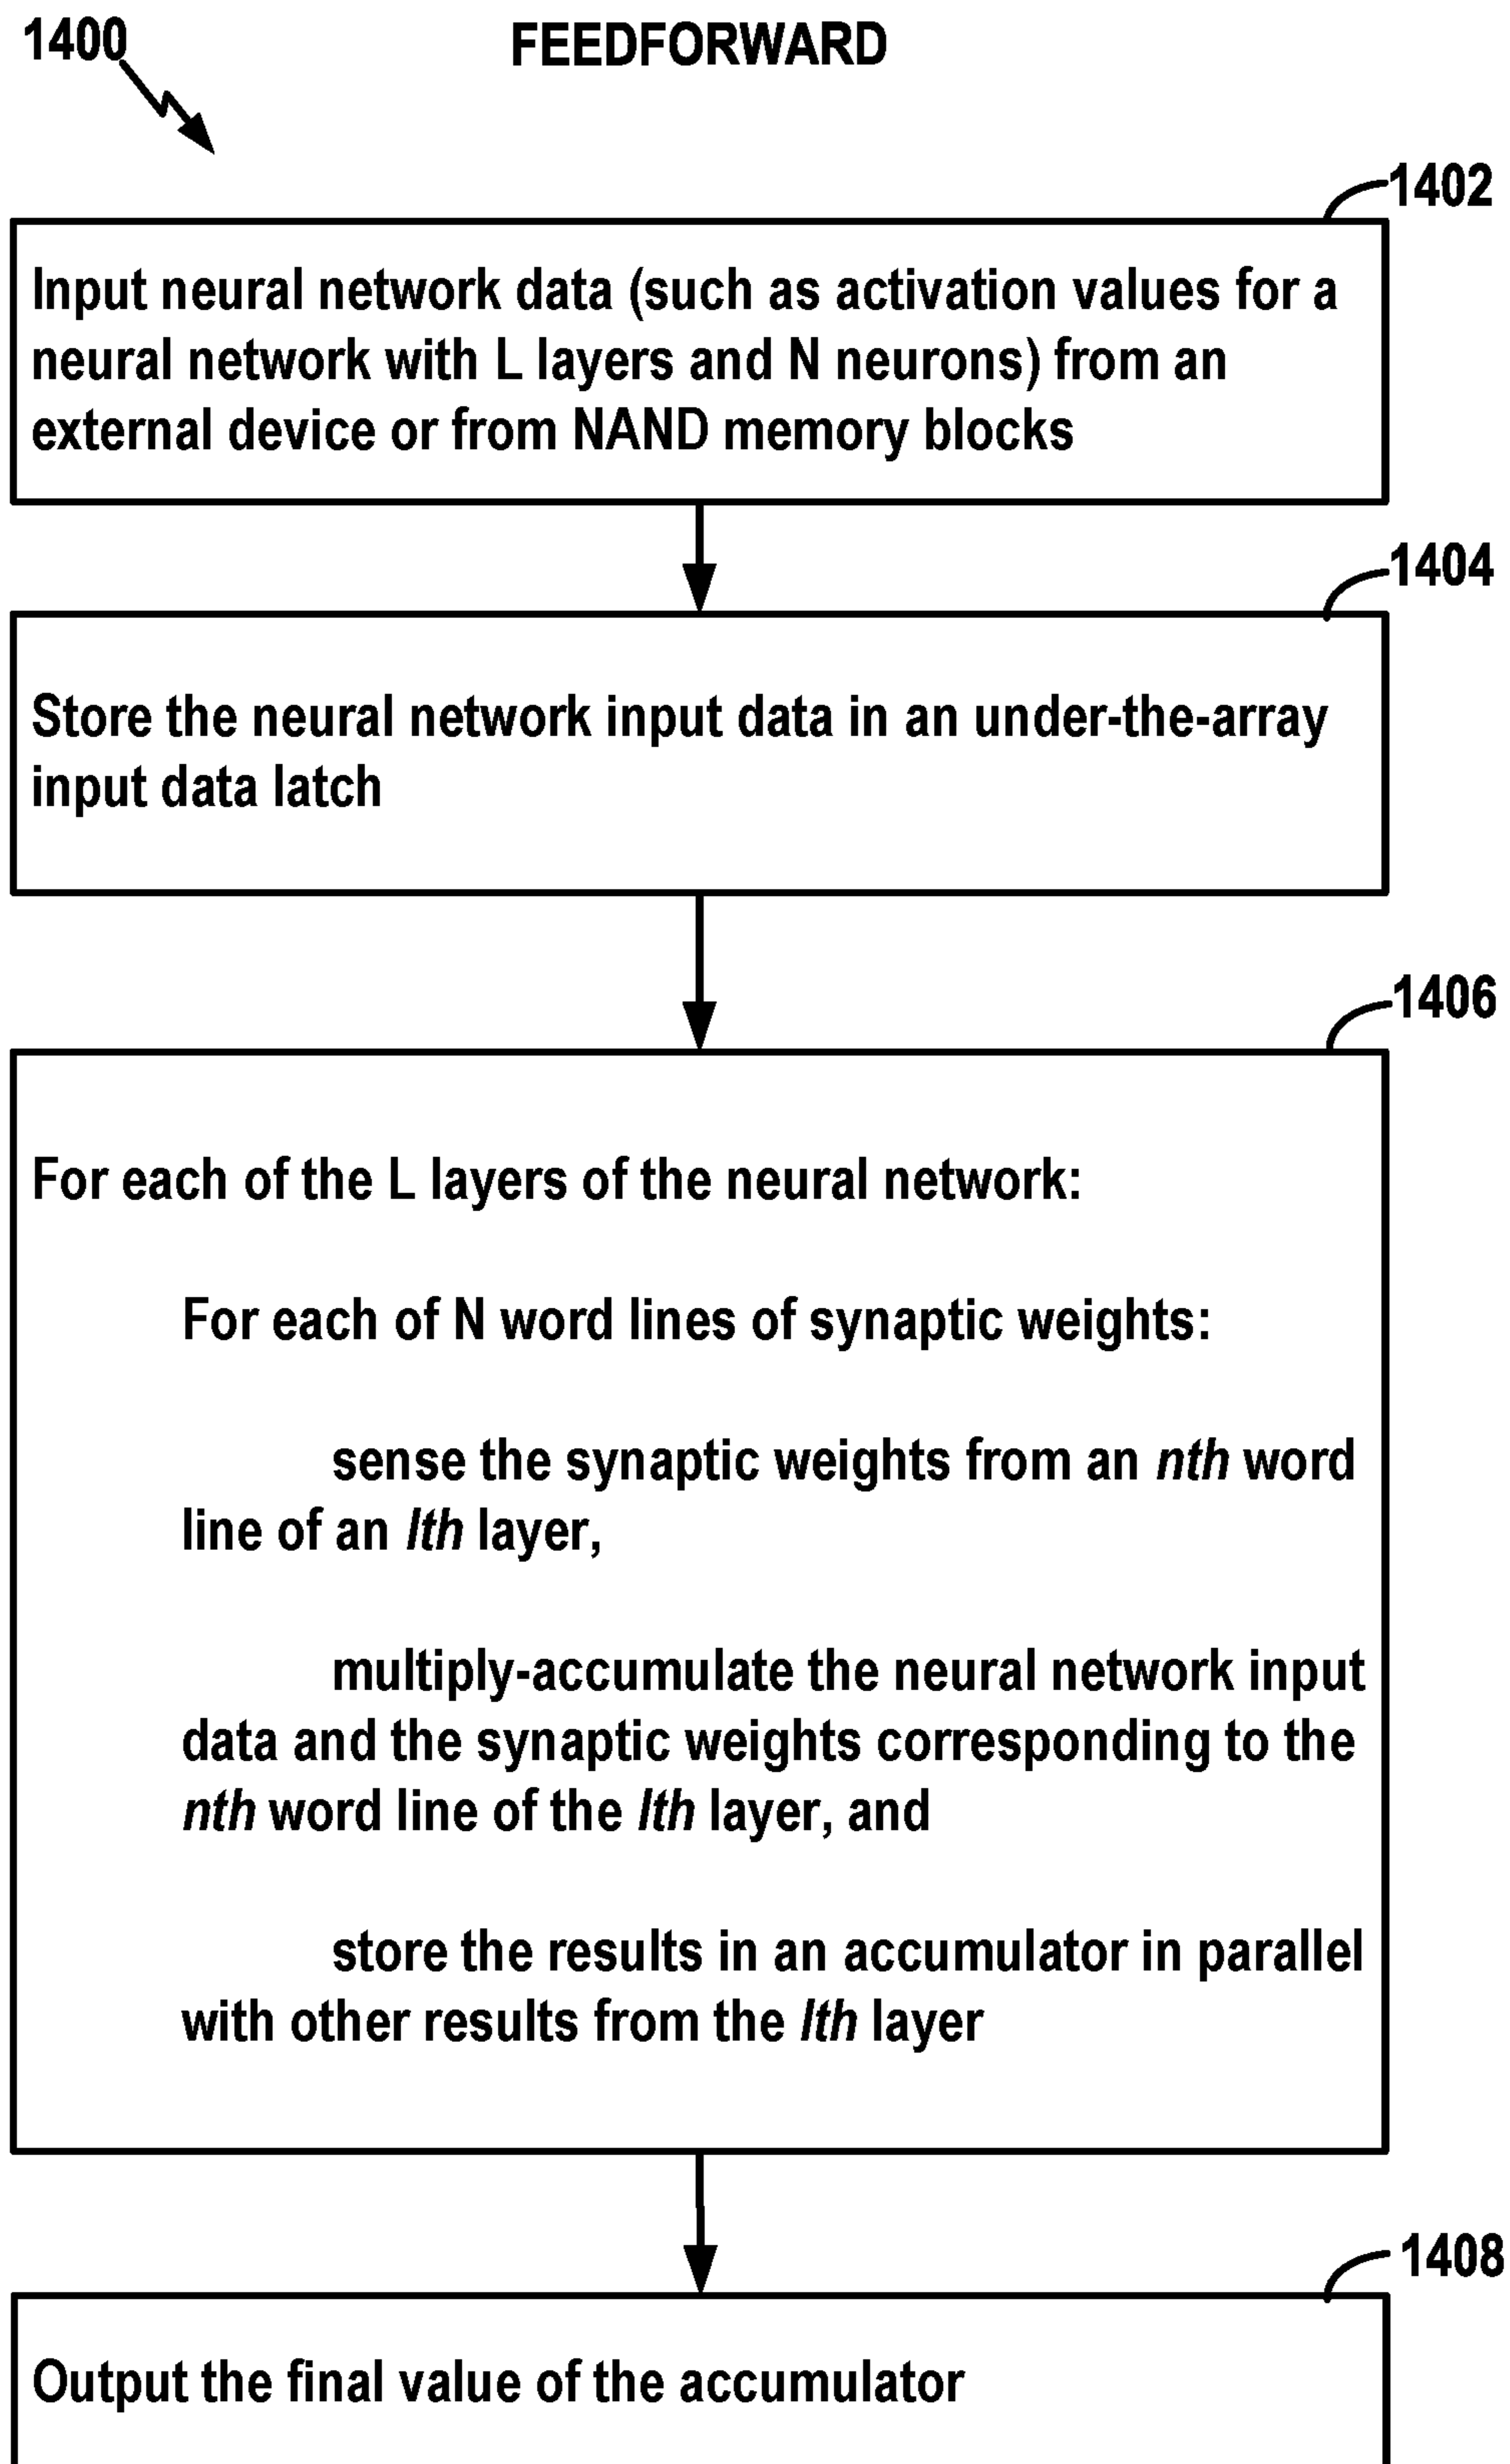 1400
FEEDFORWARD
1402
Input neural network data (such as activation values for a
neural network with L layers and N neurons) from an
external device or from NAND memory blocks
1404
Store the neural network input data in an under-the-array
input data latch
1406
For each of the L layers of the neural network:
For each of N word lines of synaptic weights:
sense the synaptic weights from an nth word
line of an lth layer,
multiply-accumulate the neural network input
data and the synaptic weights corresponding to the
nth word line of the lth layer, and
store the results in an accumulator in parallel
with other results from the lth layer
1408
Output the final value of the accumulator